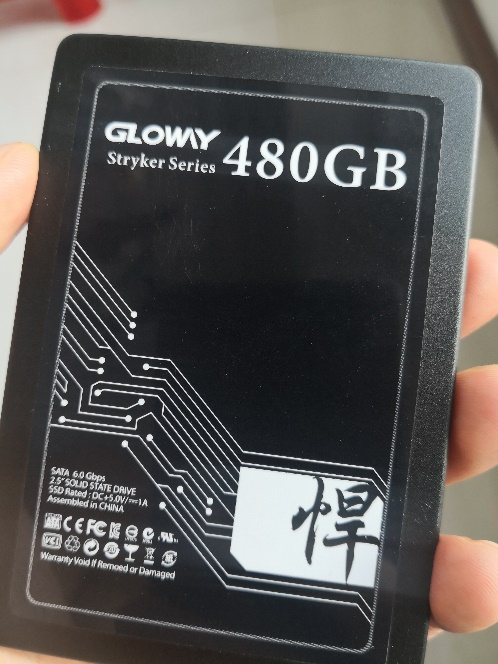 GLOWAY
Stryker Series 480GB
SATA 6.0 Gbps
2.5" SOLID STATE DRIVE
SSD Rated : DC+5.0V/⎓1A
Assembled in CHINA
悍
Warranty Void If Remoed or Damaged